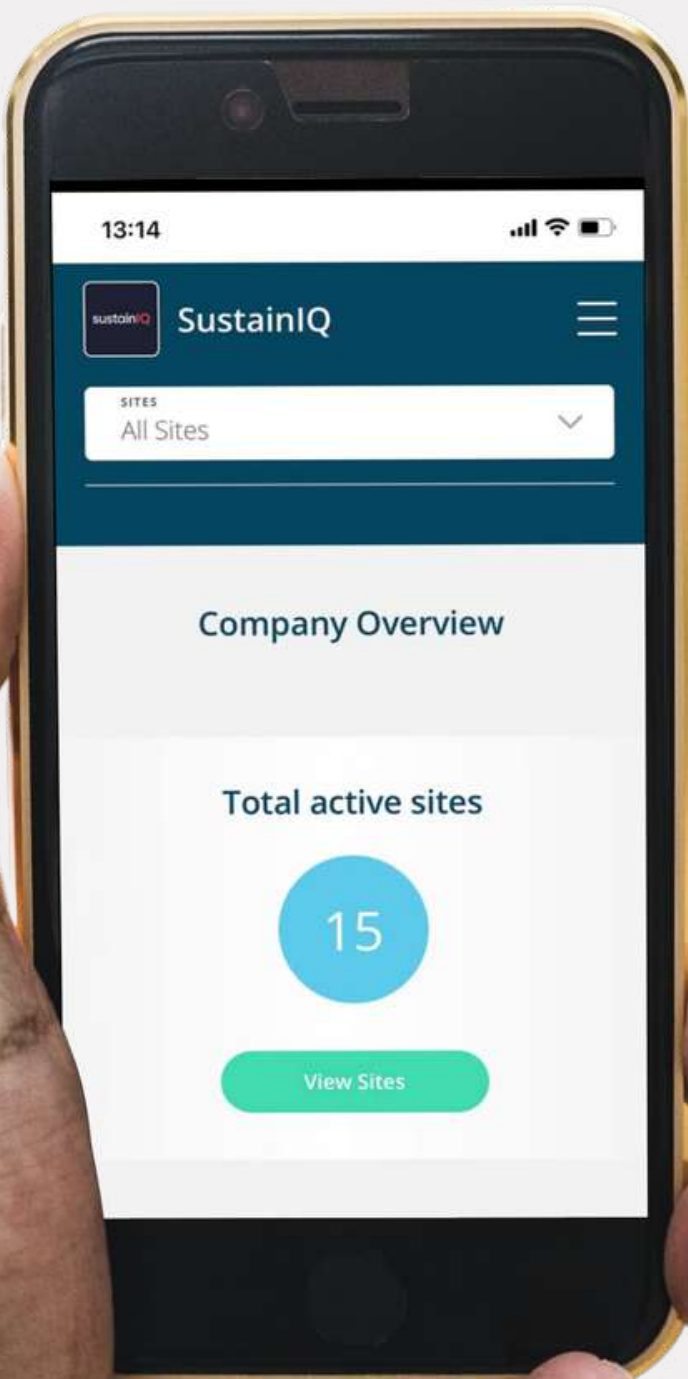 13:14
sustainIQ
SustainIQ
SITES
All Sites
Company Overview
Total active sites
15
View Sites